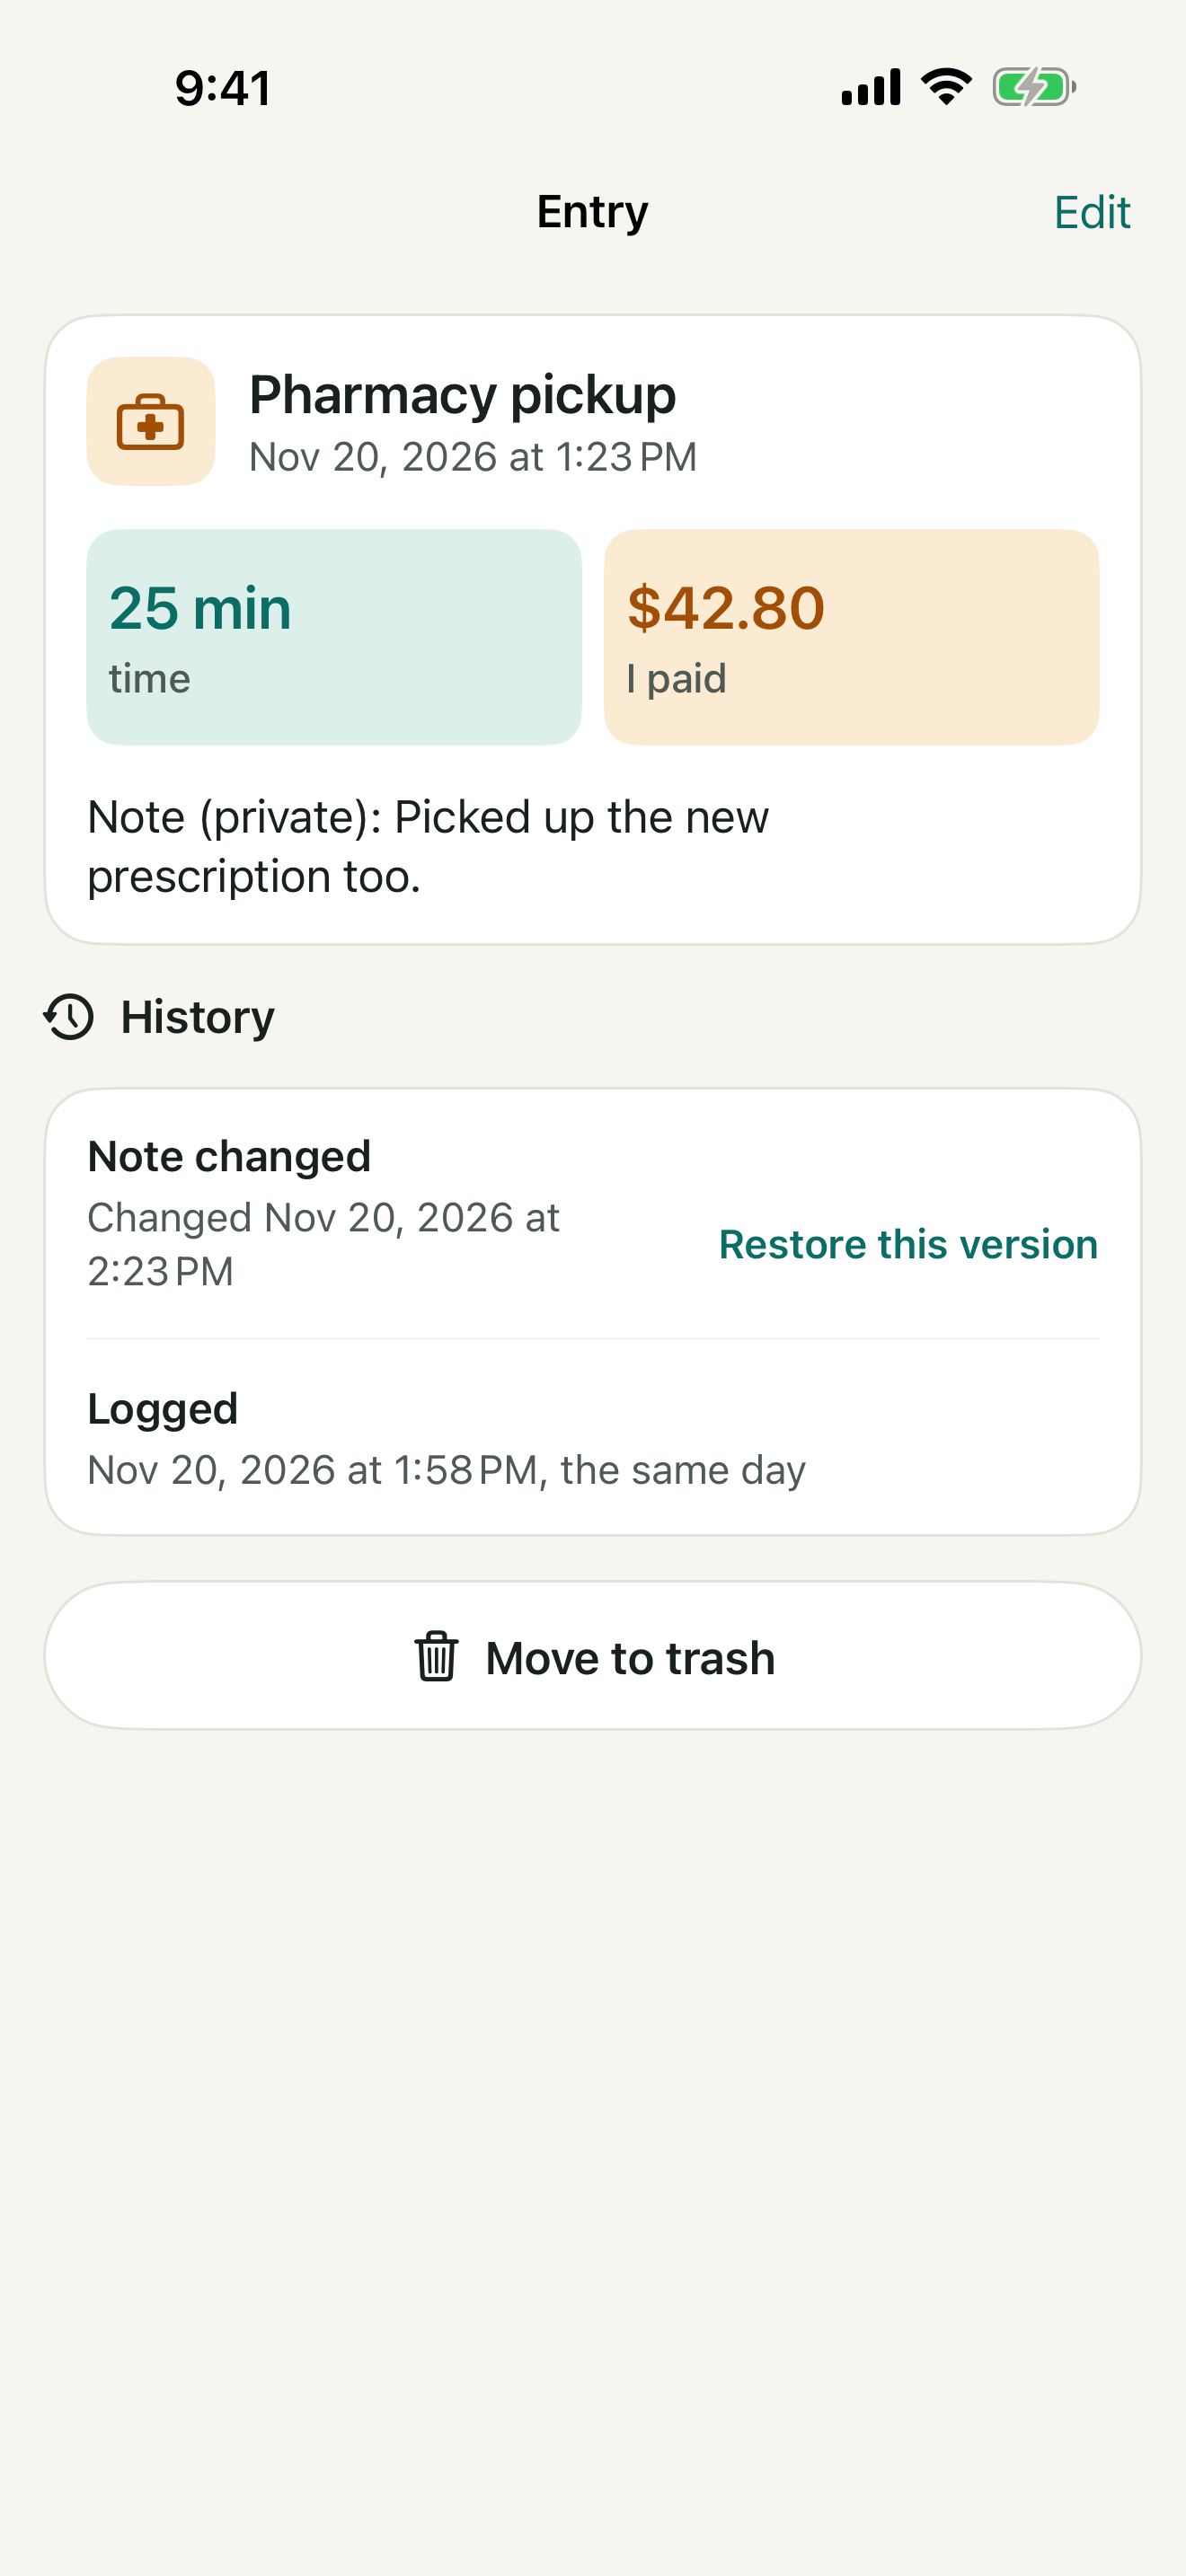 9:41
Entry
Edit
Pharmacy pickup
Nov 20, 2026 at 1:23 PM
25 min
time
$42.80
I paid
Note (private): Picked up the new
prescription too.
History
Note changed
Changed Nov 20, 2026 at
2:23 PM
Restore this version
Logged
Nov 20, 2026 at 1:58 PM, the same day
Move to trash